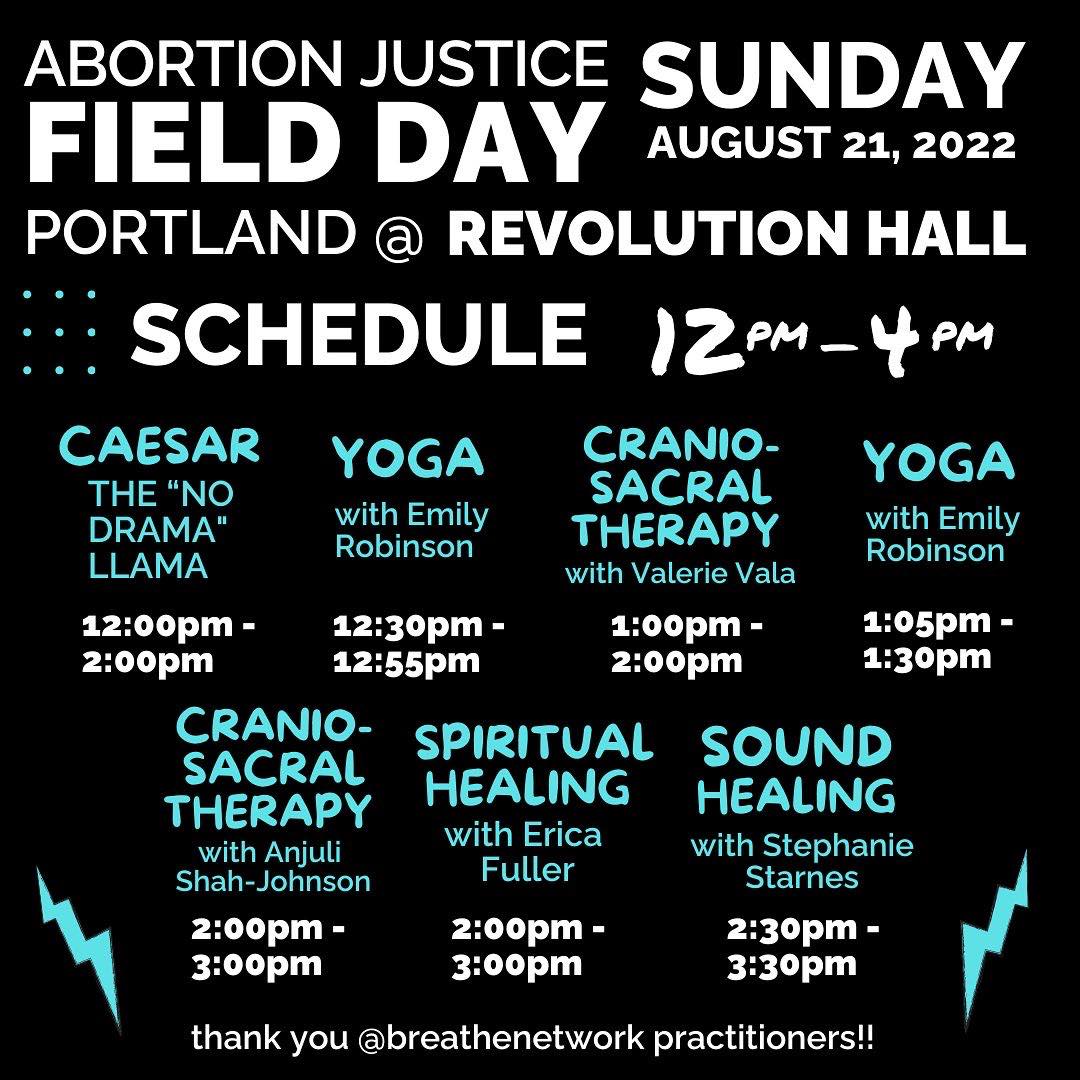 ABORTION JUSTICE
FIELD DAY
SUNDAY
AUGUST 21, 2022
PORTLAND @ REVOLUTION HALL
SCHEDULE 12PM - 4PM
CAESAR
THE "NO
DRAMA"
LLAMA
12:00pm -
2:00pm
YOGA
with Emily
Robinson
12:30pm -
12:55pm
CRANIO-
SACRAL
THERAPY
with Valerie Vala
1:00pm -
2:00pm
YOGA
with Emily
Robinson
1:05pm -
1:30pm
CRANIO-
SACRAL
THERAPY
with Anjuli
Shah-Johnson
2:00pm -
3:00pm
SPIRITUAL
HEALING
with Erica
Fuller
2:00pm -
3:00pm
SOUND
HEALING
with Stephanie
Starnes
2:30pm -
3:30pm
thank you @breathenetwork practitioners!!